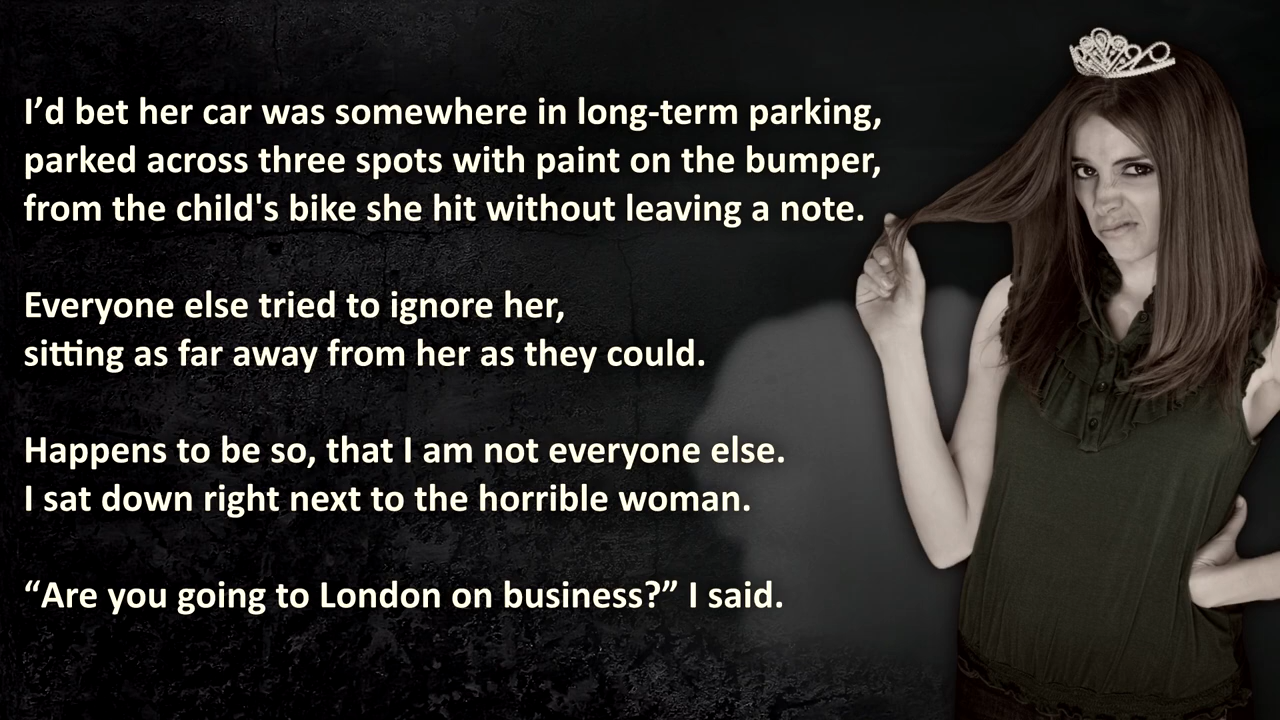 I’d bet her car was somewhere in long-term parking,
parked across three spots with paint on the bumper,
from the child's bike she hit without leaving a note.
Everyone else tried to ignore her,
sitting as far away from her as they could.
Happens to be so, that I am not everyone else.
I sat down right next to the horrible woman.
“Are you going to London on business?” I said.